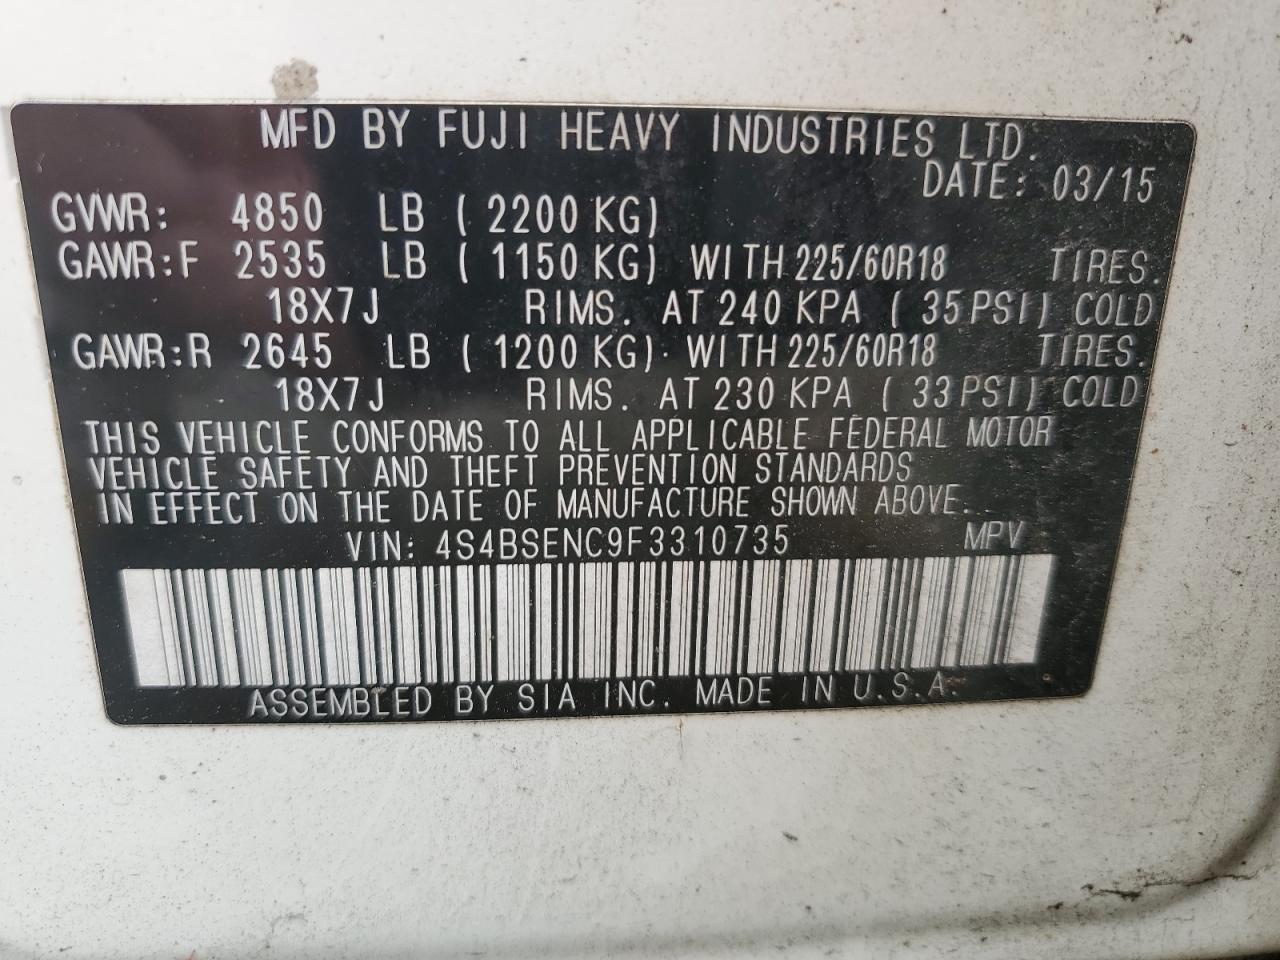 MFD BY FUJI HEAVY INDUSTRIES LTD.
DATE: 03/15
GVWR: 4850 LB ( 2200 KG)
GAWR:F 2535 LB ( 1150 KG) WITH 225/60R18 TIRES.
18X7J RIMS. AT 240 KPA ( 35 PSI) COLD
GAWR:R 2645 LB ( 1200 KG) WITH 225/60R18 TIRES.
18X7J RIMS. AT 230 KPA ( 33 PSI) COLD
THIS VEHICLE CONFORMS TO ALL APPLICABLE FEDERAL MOTOR
VEHICLE SAFETY AND THEFT PREVENTION STANDARDS
IN EFFECT ON THE DATE OF MANUFACTURE SHOWN ABOVE.
VIN: 4S4BSENC9F3310735 MPV
ASSEMBLED BY SIA INC. MADE IN U.S.A.